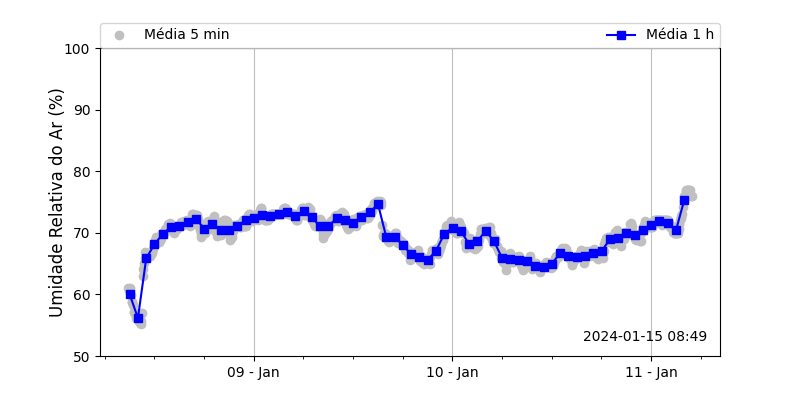 Média 5 min
Média 1 h
100
90
80
70
60
50
Umidade Relativa do Ar (%)
2024-01-15 08:49
09 - Jan
10 - Jan
11 - Jan